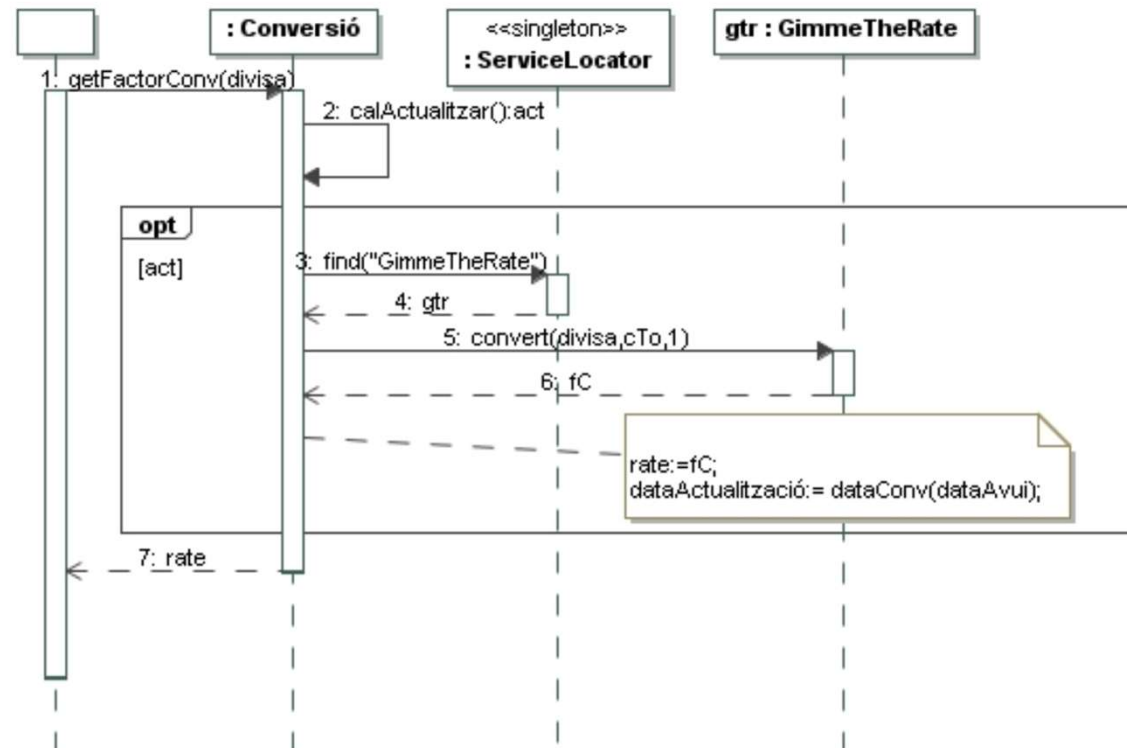 : Conversió
<<singleton>>
: ServiceLocator
gtr : GimmeTheRate
1: getFactorConv(divisa)
2: calActualitzar():act
opt
[act]
3: find("GimmeTheRate")
4: gtr
5: convert(divisa,cTo,1)
6: fC
rate:=fC;
dataActualització:= dataConv(dataAvui);
7: rate